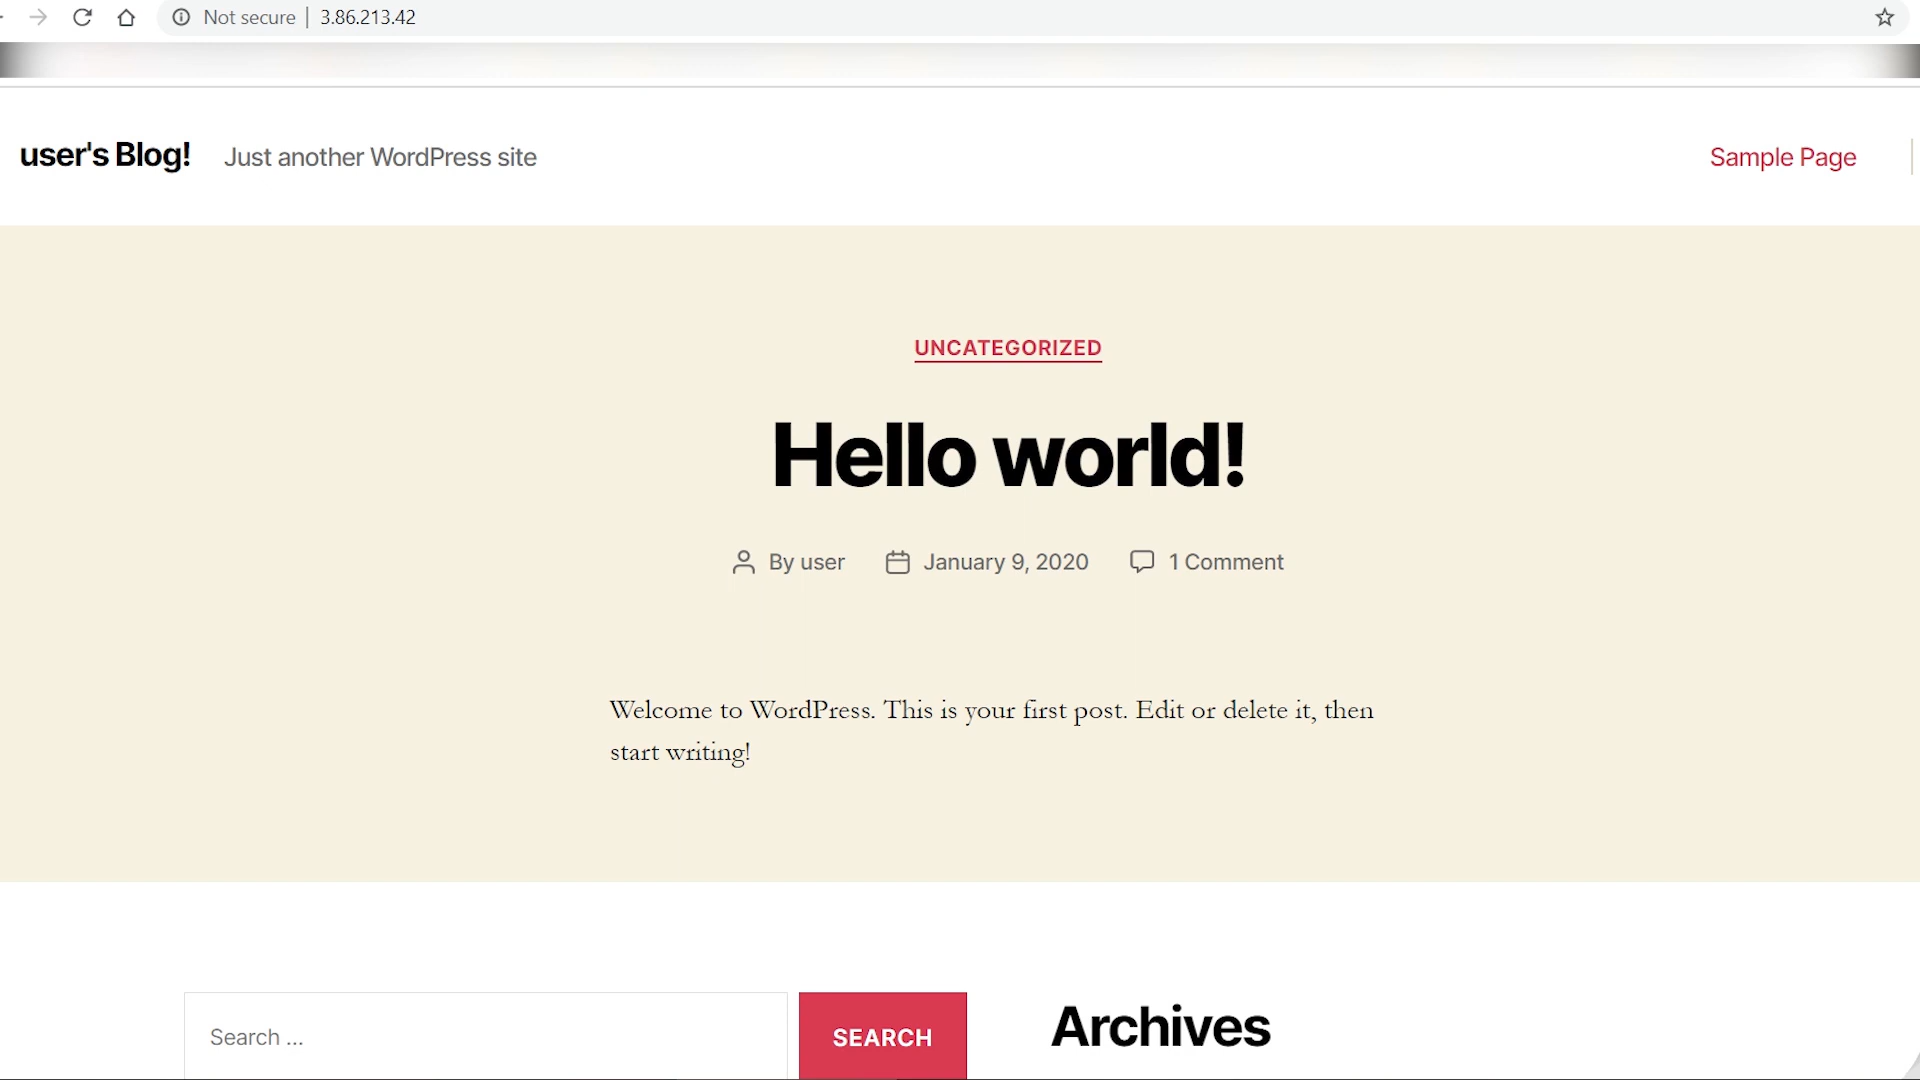 Not secure | 3.86.213.42
user's Blog! Just another WordPress site Sample Page
UNCATEGORIZED
Hello world!
By user January 9, 2020 1 Comment
Welcome to WordPress. This is your first post. Edit or delete it, then
start writing!
Search ... SEARCH Archives